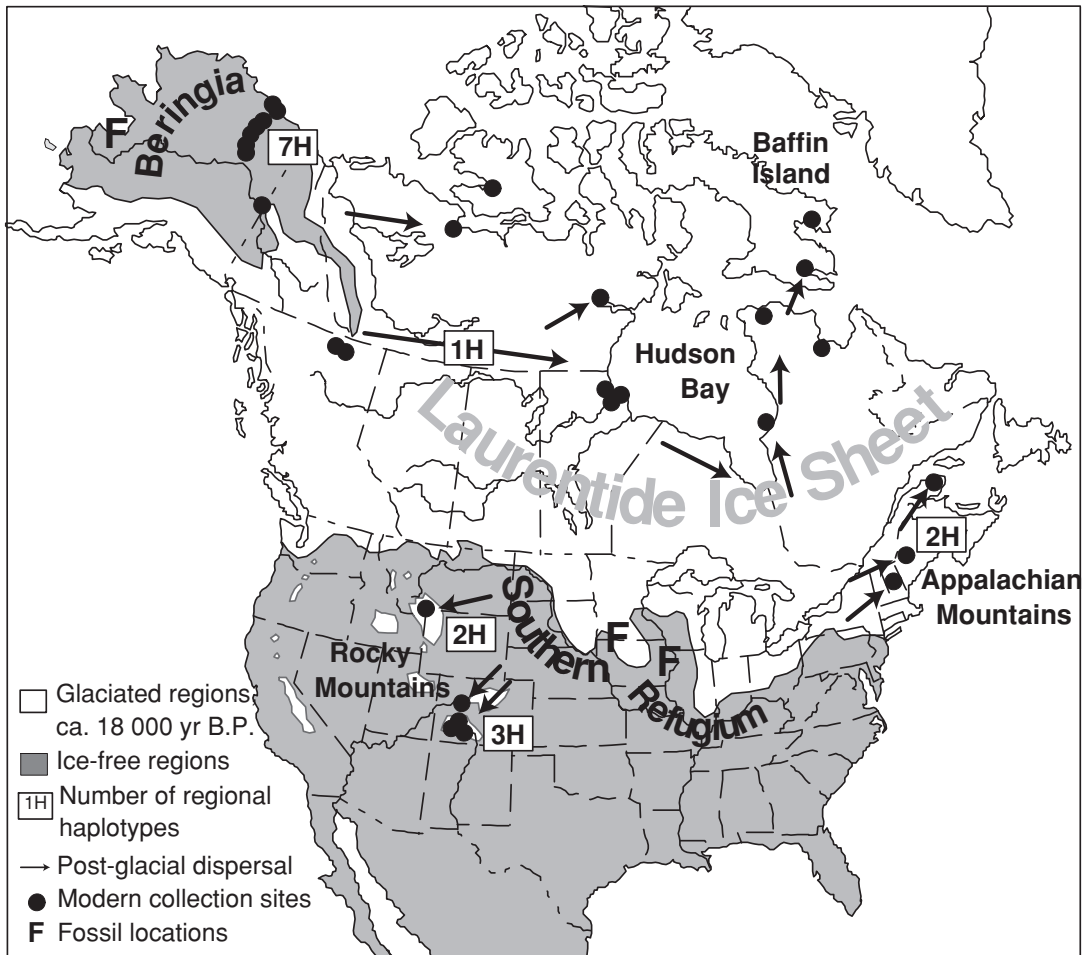 Beringia
F
7H
Baffin
Island
1H
Hudson
Bay
Laurentide Ice Sheet
2H
Appalachian
Mountains
Southern
Refugium
F
F
2H
Rocky
Mountains
3H
Glaciated regions
ca. 18 000 yr B.P.
Ice-free regions
1H Number of regional
haplotypes
Post-glacial dispersal
Modern collection sites
F Fossil locations